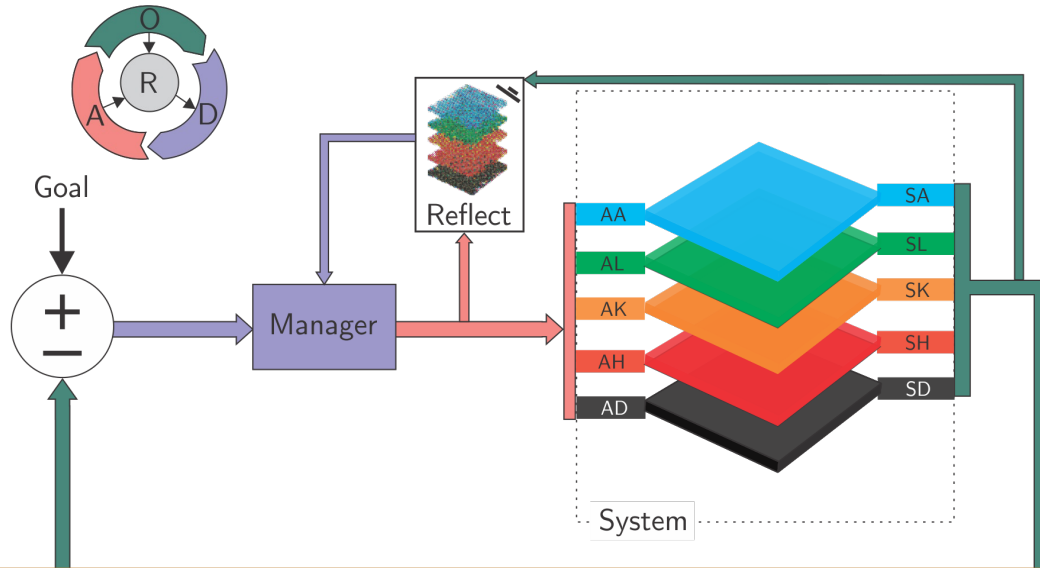 O
R
A
D
Goal
+
−
Reflect
Manager
AA
AL
AK
AH
AD
SA
SL
SK
SH
SD
System